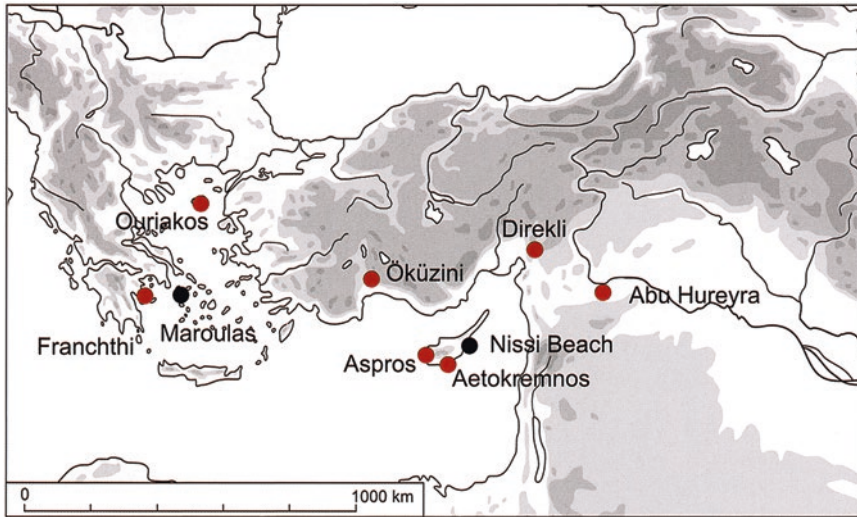 Ouriakos
Direkli
Öküzini
Abu Hureyra
Franchthi
Maroulas
Aspros
Nissi Beach
Aetokremnos
0
1000 km